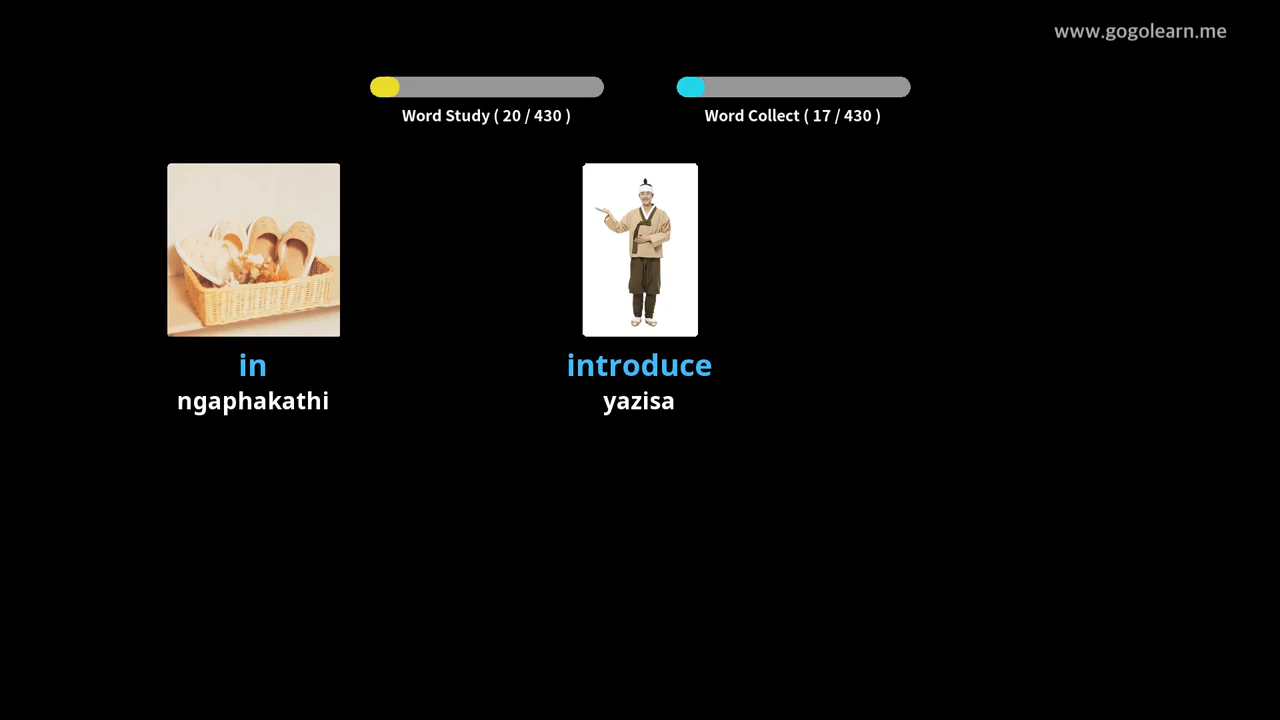 www.gogolearn.me
Word Study ( 20 / 430 )
Word Collect ( 17 / 430 )
in
ngaphakathi
introduce
yazisa